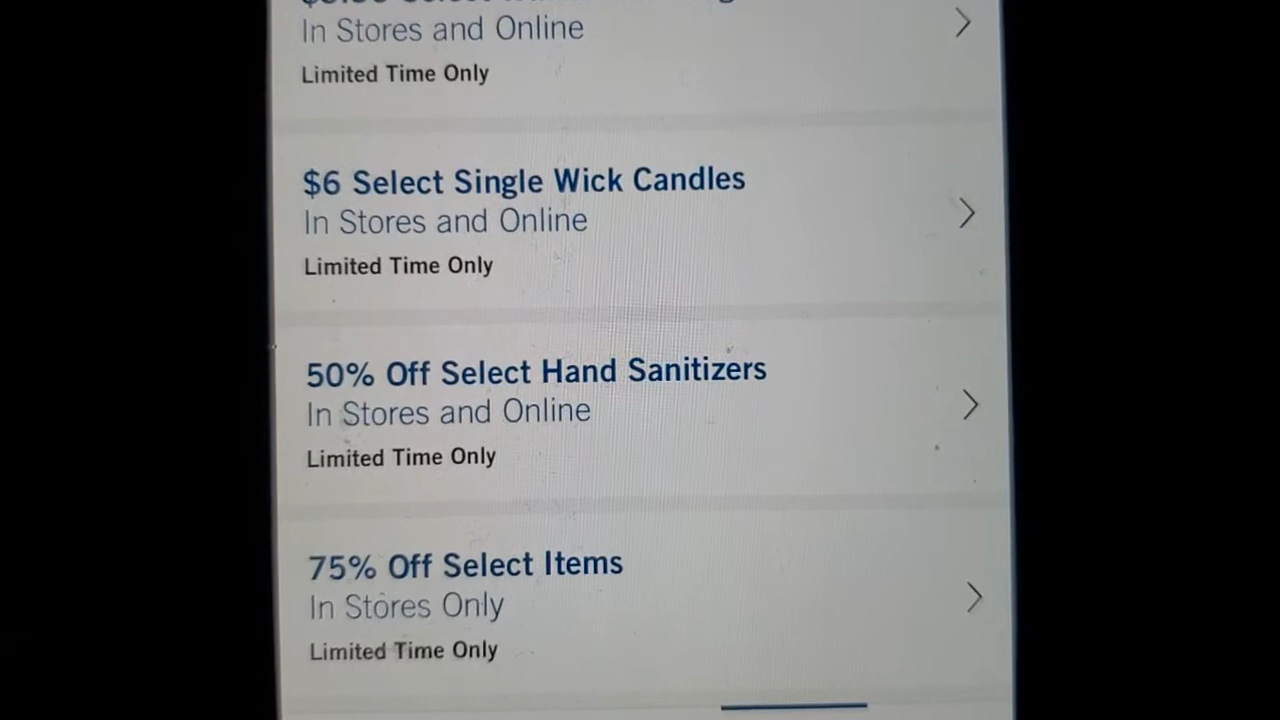 Select
In Stores and Online
Limited Time Only
$6 Select Single Wick Candles
In Stores and Online
Limited Time Only
50% Off Select Hand Sanitizers
In Stores and Online
Limited Time Only
75% Off Select Items
In Stores Only
Limited Time Only